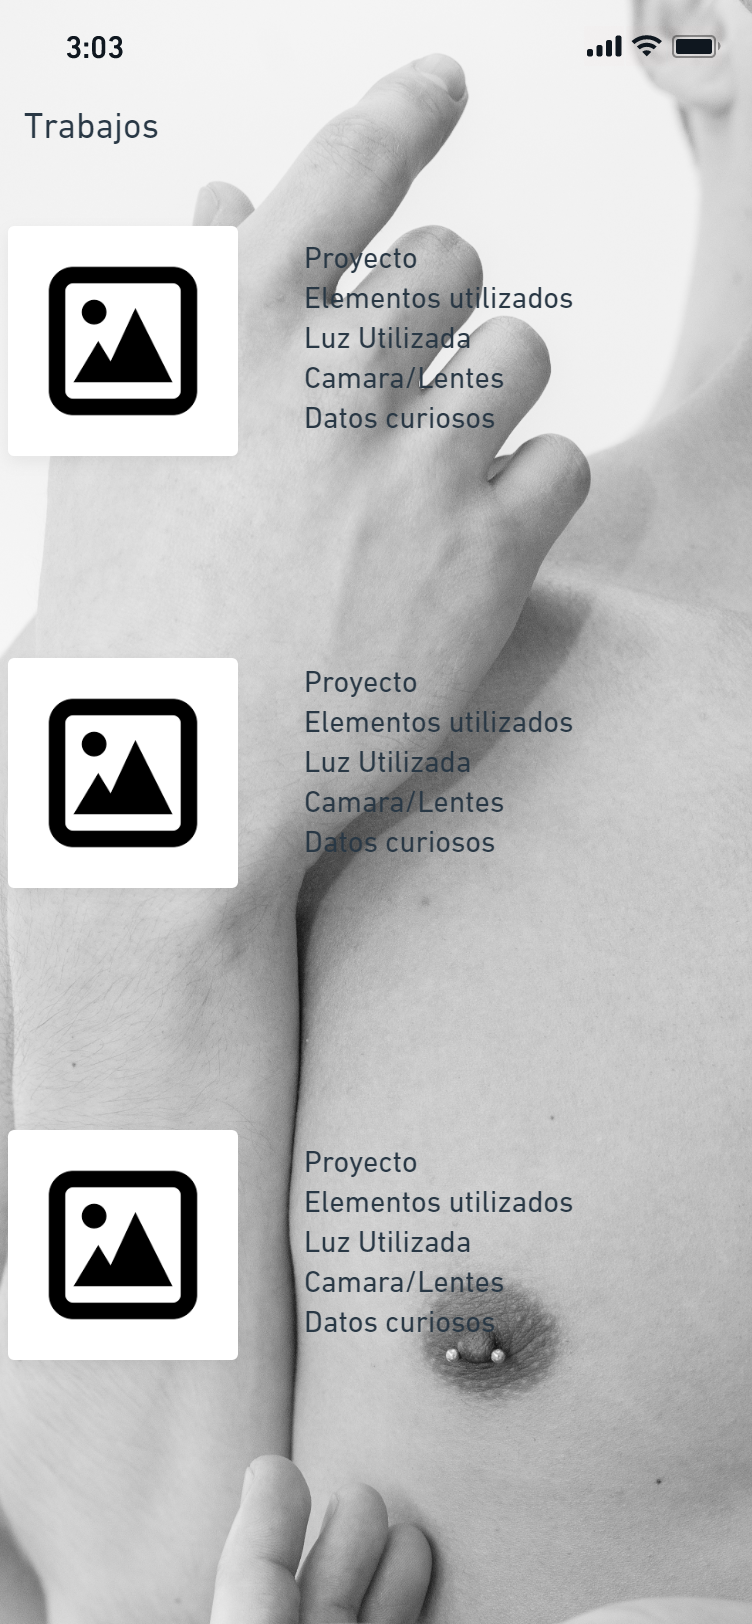 3:03
Trabajos
Proyecto
Elementos utilizados
Luz Utilizada
Camara/Lentes
Datos curiosos
Proyecto
Elementos utilizados
Luz Utilizada
Camara/Lentes
Datos curiosos
Proyecto
Elementos utilizados
Luz Utilizada
Camara/Lentes
Datos curiosos